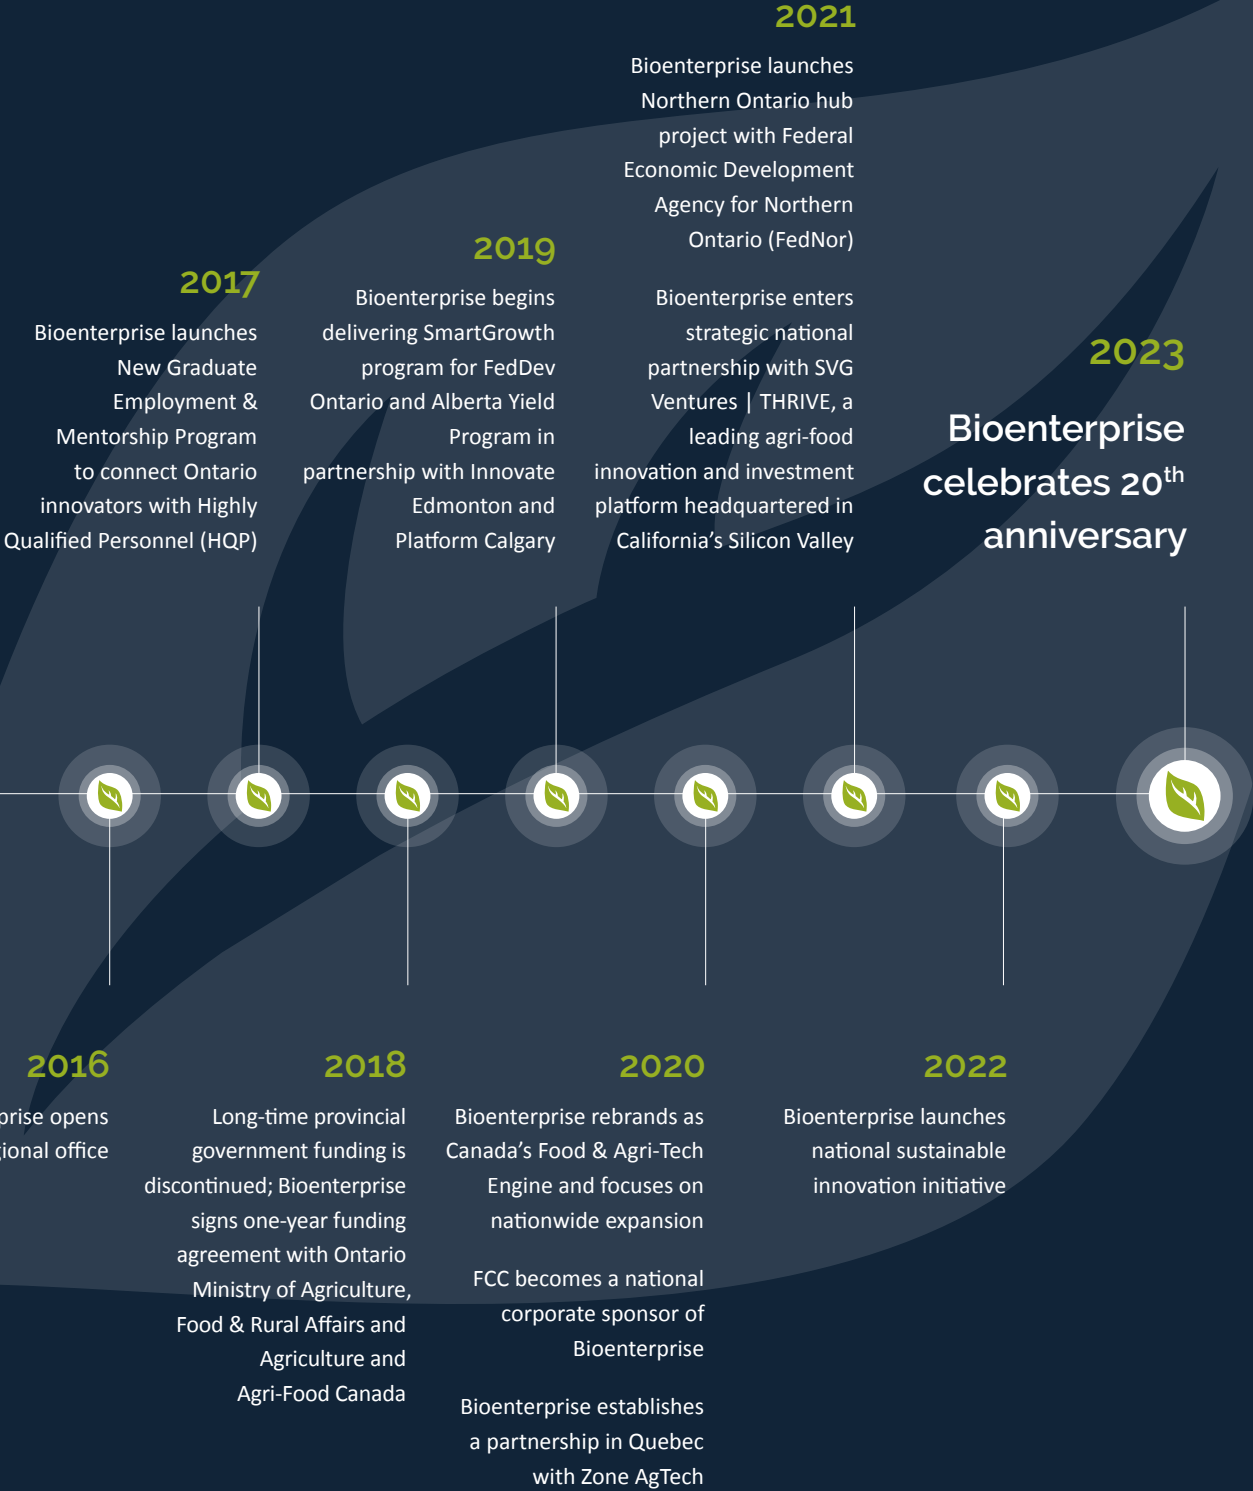 2021
Bioenterprise launches
Northern Ontario hub
project with Federal
Economic Development
Agency for Northern
Ontario (FedNor)
Bioenterprise enters
strategic national
partnership with SVG
Ventures | THRIVE, a
leading agri-food
innovation and investment
platform headquartered in
California’s Silicon Valley
2019
Bioenterprise begins
delivering SmartGrowth
program for FedDev
Ontario and Alberta Yield
Program in
partnership with Innovate
Edmonton and
Platform Calgary
2017
Bioenterprise launches
New Graduate
Employment &
Mentorship Program
to connect Ontario
innovators with Highly
Qualified Personnel (HQP)
2023
Bioenterprise
celebrates 20th
anniversary
2016
prise opens
ional office
2018
Long-time provincial
government funding is
discontinued; Bioenterprise
signs one-year funding
agreement with Ontario
Ministry of Agriculture,
Food & Rural Affairs and
Agriculture and
Agri-Food Canada
2020
Bioenterprise rebrands as
Canada’s Food & Agri-Tech
Engine and focuses on
nationwide expansion
FCC becomes a national
corporate sponsor of
Bioenterprise
Bioenterprise establishes
a partnership in Quebec
with Zone AgTech
2022
Bioenterprise launches
national sustainable
innovation initiative